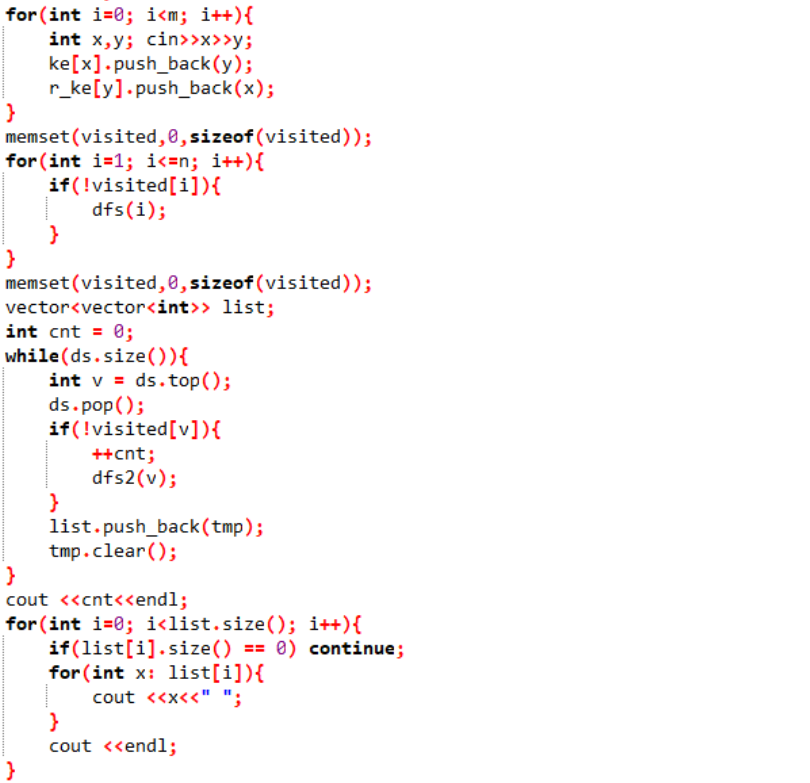 for(int i=0; i<m; i++){
    int x,y; cin>>x>>y;
    ke[x].push_back(y);
    r_ke[y].push_back(x);
}
memset(visited,0,sizeof(visited));
for(int i=1; i<=n; i++){
    if(!visited[i]){
        dfs(i);
    }
}
memset(visited,0,sizeof(visited));
vector<vector<int>> list;
int cnt = 0;
while(ds.size()){
    int v = ds.top();
    ds.pop();
    if(!visited[v]){
        ++cnt;
        dfs2(v);
    }
    list.push_back(tmp);
    tmp.clear();
}
cout <<cnt<<endl;
for(int i=0; i<list.size(); i++){
    if(list[i].size() == 0) continue;
    for(int x: list[i]){
        cout <<x<<" ";
    }
    cout <<endl;
}